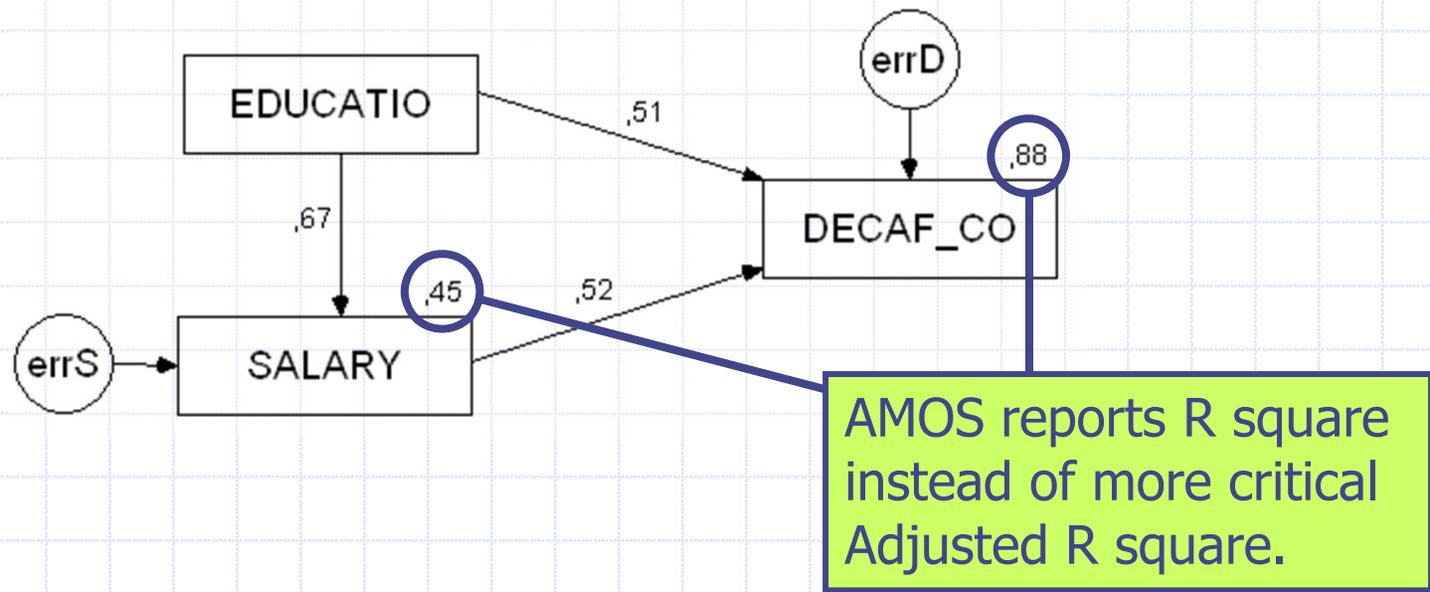 errD
EDUCATIO
,51
,88
,67
DECAF_CO
,45
,52
errS
SALARY
AMOS reports R square
instead of more critical
Adjusted R square.